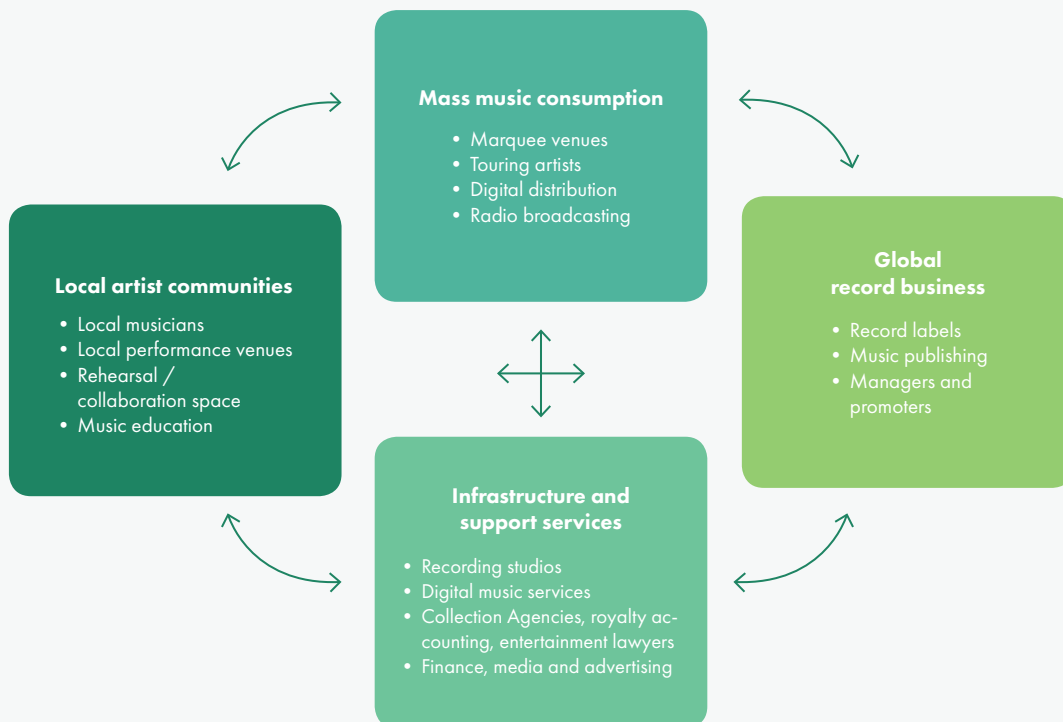 Mass music consumption
• Marquee venues
• Touring artists
• Digital distribution
• Radio broadcasting
Local artist communities
• Local musicians
• Local performance venues
• Rehearsal /
collaboration space
• Music education
Global
record business
• Record labels
• Music publishing
• Managers and
promoters
Infrastructure and
support services
• Recording studios
• Digital music services
• Collection Agencies, royalty ac-
counting, entertainment lawyers
• Finance, media and advertising